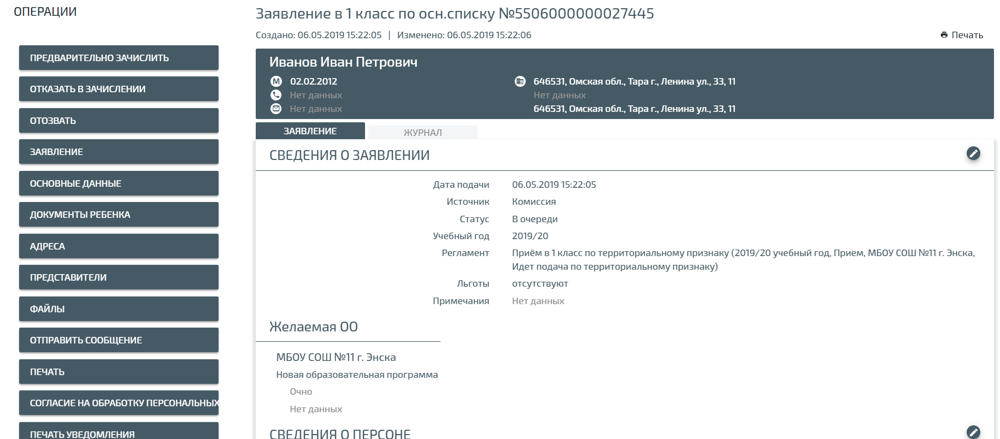 ОПЕРАЦИИ
ПРЕДВАРИТЕЛЬНО ЗАЧИСЛИТЬ
ОТКАЗАТЬ В ЗАЧИСЛЕНИИ
ОТОЗВАТЬ
ЗАЯВЛЕНИЕ
ОСНОВНЫЕ ДАННЫЕ
ДОКУМЕНТЫ РЕБЕНКА
АДРЕСА
ПРЕДСТАВИТЕЛИ
ФАЙЛЫ
ОТПРАВИТЬ СООБЩЕНИЕ
ПЕЧАТЬ
СОГЛАСИЕ НА ОБРАБОТКУ ПЕРСОНАЛЬНЫХ
ПЕЧАТЬ УВЕДОМЛЕНИЯ
Заявление в 1 класс по осн.списку №5506000000027445
Создано: 06.05.2019 15:22:05 | Изменено: 06.05.2019 15:22:06
Печать
Иванов Иван Петрович
М 02.02.2012
Нет данных
Нет данных
646531, Омская обл., Тара г., Ленина ул., 33, 11
Нет данных
646531, Омская обл., Тара г., Ленина ул., 33, 11
ЗАЯВЛЕНИЕ ЖУРНАЛ
СВЕДЕНИЯ О ЗАЯВЛЕНИИ
Дата подачи 06.05.2019 15:22:05
Источник Комиссия
Статус В очереди
Учебный год 2019/20
Регламент Приём в 1 класс по территориальному признаку (2019/20 учебный год, Прием, МБОУ СОШ №11 г. Энска,
Идет подача по территориальному признаку)
Льготы отсутствуют
Примечания Нет данных
Желаемая ОО
МБОУ СОШ №11 г. Энска
Новая образовательная программа
Очно
Нет данных
СВЕДЕНИЯ О ПЕРСОНЕ